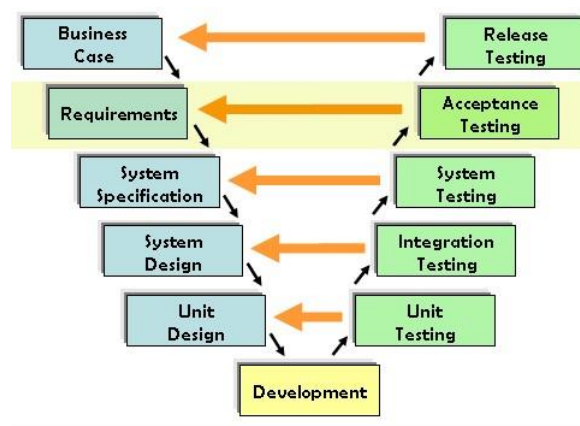 Business
Case
Release
Testing
Requirements
Acceptance
Testing
System
Specification
System
Testing
System
Design
Integration
Testing
Unit
Design
Unit
Testing
Development